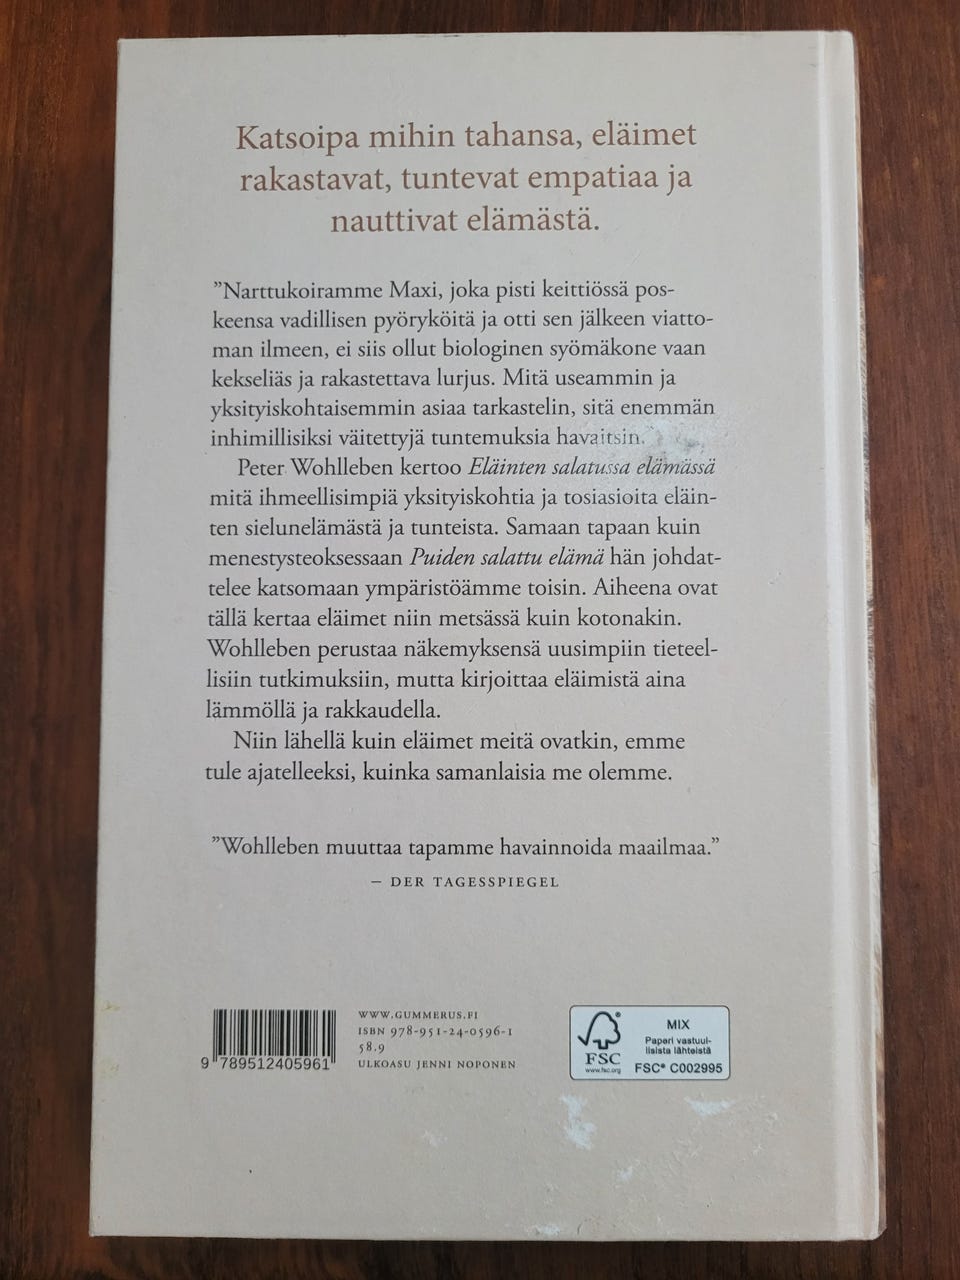 Katsoipa mihin tahansa, eläimet
rakastavat, tuntevat empatiaa ja
nauttivat elämästä.
”Narttukoiramme Maxi, joka pisti keittiössä pos-
keensa vadillisen pyöryköitä ja otti sen jälkeen viatto-
man ilmeen, ei siis ollut biologinen syömäkone vaan
kekseliäs ja rakastettava lurjus. Mitä useammin ja
yksityiskohtaisemmin asiaa tarkastelin, sitä enemmän
inhimillisiksi väitettyjä tuntemuksia havaitsin.”
Peter Wohlleben kertoo Eläinten salatussa elämässä
mitä ihmeellisimpiä yksityiskohtia ja tosiasioita eläin-
ten sielunelämästä ja tunteista. Samaan tapaan kuin
menestysteoksessaan Puiden salattu elämä hän johdat-
telee katsomaan ympäristöämme toisin. Aiheena ovat
tällä kertaa eläimet niin metsässä kuin kotonakin.
Wohlleben perustaa näkemyksensä uusimpiin tieteel-
lisiin tutkimuksiin, mutta kirjoittaa eläimistä aina
lämmöllä ja rakkaudella.
Niin lähellä kuin eläimet meitä ovatkin, emme
tule ajatelleeksi, kuinka samanlaisia me olemme.
”Wohlleben muuttaa tapamme havainnoida maailmaa.”
– DER TAGESSPIEGEL
WWW.GUMMERUS.FI
ISBN 978-951-24-0596-1
58.9
ULKOASU JENNI NOPONEN
9 789512405961
FSC
www.fsc.org
MIX
Paperi vastuul-
lisista lähteistä
FSC® C002995